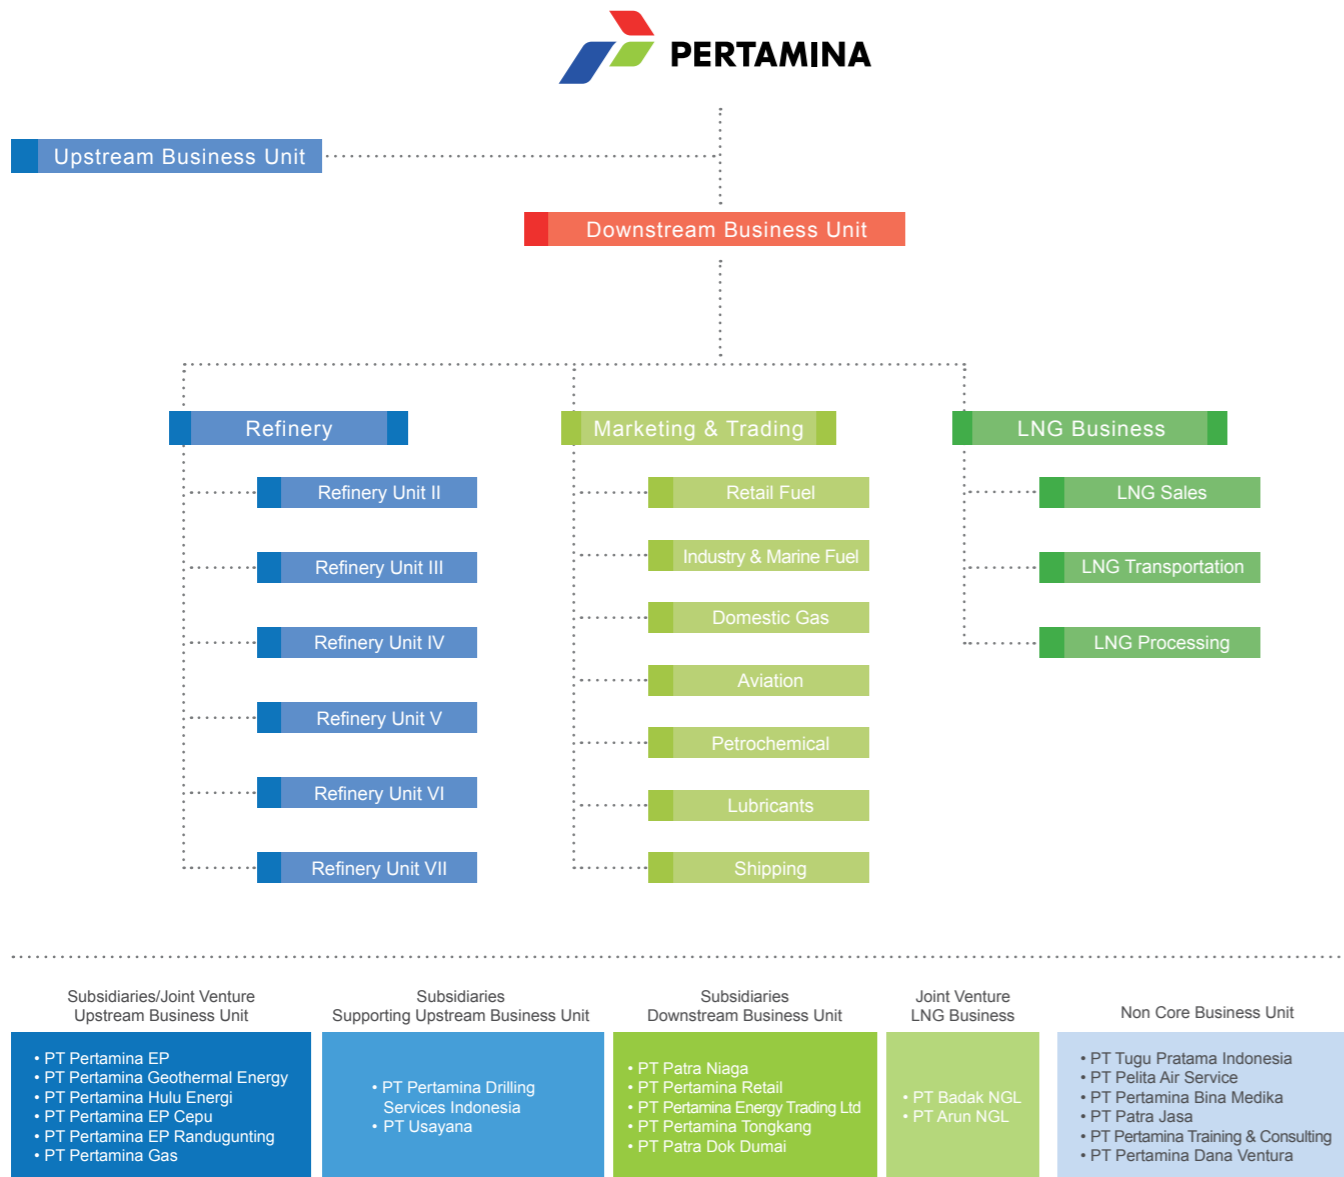 PERTAMINA
Upstream Business Unit
Downstream Business Unit
Refinery
Refinery Unit II
Refinery Unit III
Refinery Unit IV
Refinery Unit V
Refinery Unit VI
Refinery Unit VII
Marketing & Trading
Retail Fuel
Industry & Marine Fuel
Domestic Gas
Aviation
Petrochemical
Lubricants
Shipping
LNG Business
LNG Sales
LNG Transportation
LNG Processing
Subsidiaries/Joint Venture
Upstream Business Unit
• PT Pertamina EP
• PT Pertamina Geothermal Energy
• PT Pertamina Hulu Energi
• PT Pertamina EP Cepu
• PT Pertamina EP Randugunting
• PT Pertamina Gas
Subsidiaries
Supporting Upstream Business Unit
• PT Pertamina Drilling
Services Indonesia
• PT Usayana
Subsidiaries
Downstream Business Unit
• PT Patra Niaga
• PT Pertamina Retail
• PT Pertamina Energy Trading Ltd
• PT Pertamina Tongkang
• PT Patra Dok Dumai
Joint Venture
LNG Business
• PT Badak NGL
• PT Arun NGL
Non Core Business Unit
• PT Tugu Pratama Indonesia
• PT Pelita Air Service
• PT Pertamina Bina Medika
• PT Patra Jasa
• PT Pertamina Training & Consulting
• PT Pertamina Dana Ventura